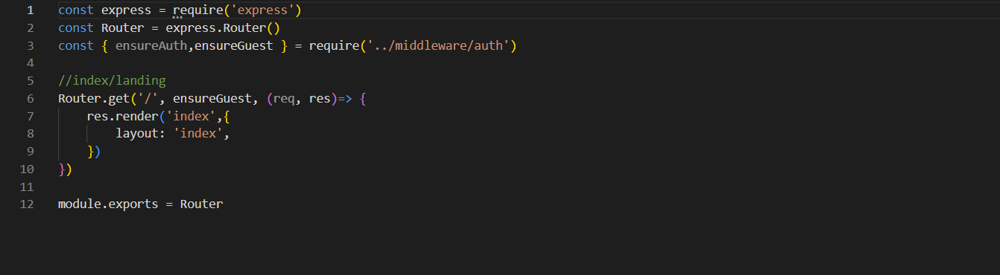 1 const express = require('express')
2 const Router = express.Router()
3 const { ensureAuth,ensureGuest } = require('../middleware/auth')
4
5 //index/landing
6 Router.get('/', ensureGuest, (req, res)=> {
7     res.render('index',{
8         layout: 'index',
9     })
10 })
11
12 module.exports = Router